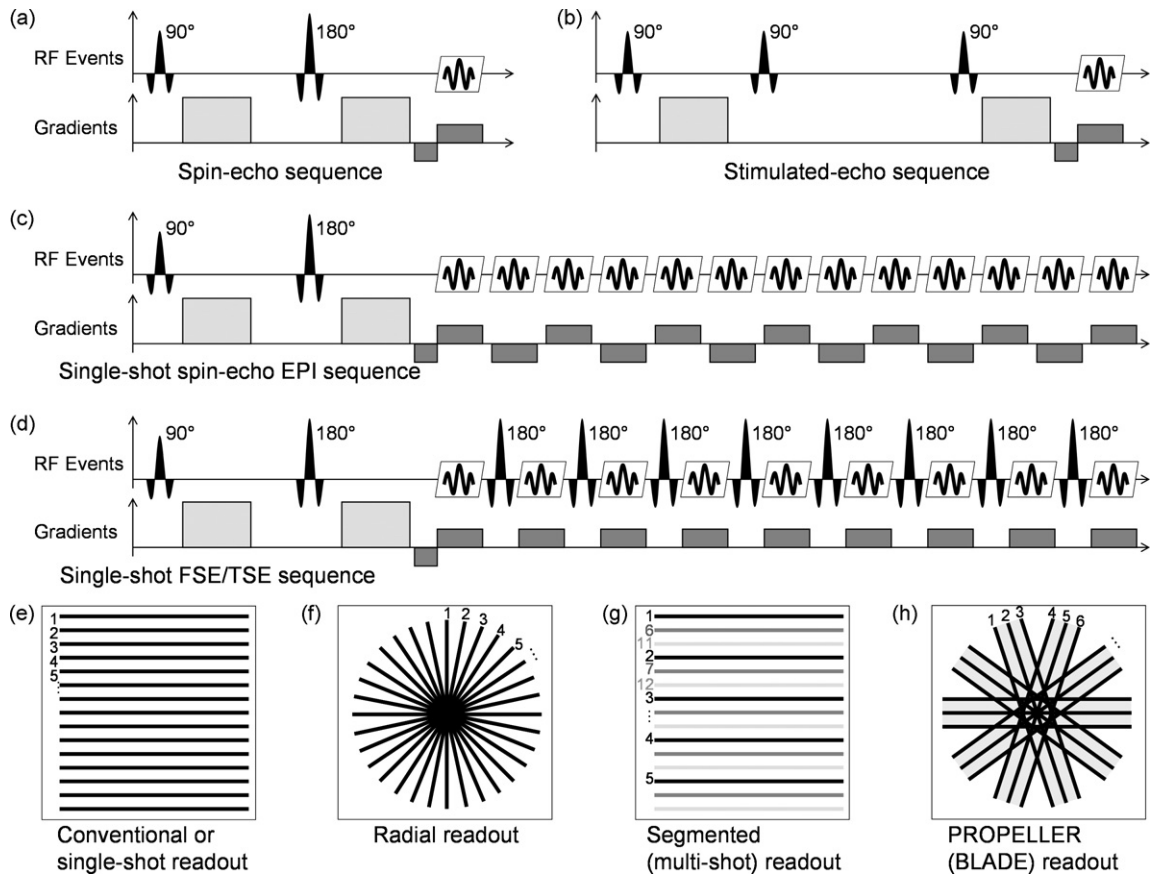 (a)
90°
180°
RF Events
Gradients
Spin-echo sequence
(b)
90°
90°
90°
Stimulated-echo sequence
(c)
90°
180°
RF Events
Gradients
Single-shot spin-echo EPI sequence
(d)
90°
180°
180°
180°
180°
180°
180°
180°
180°
180°
RF Events
Gradients
Single-shot FSE/TSE sequence
(e)
1
2
3
4
5
⋮
Conventional or
single-shot readout
(f)
1 2 3 4 5 ...
Radial readout
(g)
1
6
11
2
7
12
3
⋮
4
5
Segmented
(multi-shot) readout
(h)
1 2 3 4 5 6 ...
PROPELLER
(BLADE) readout